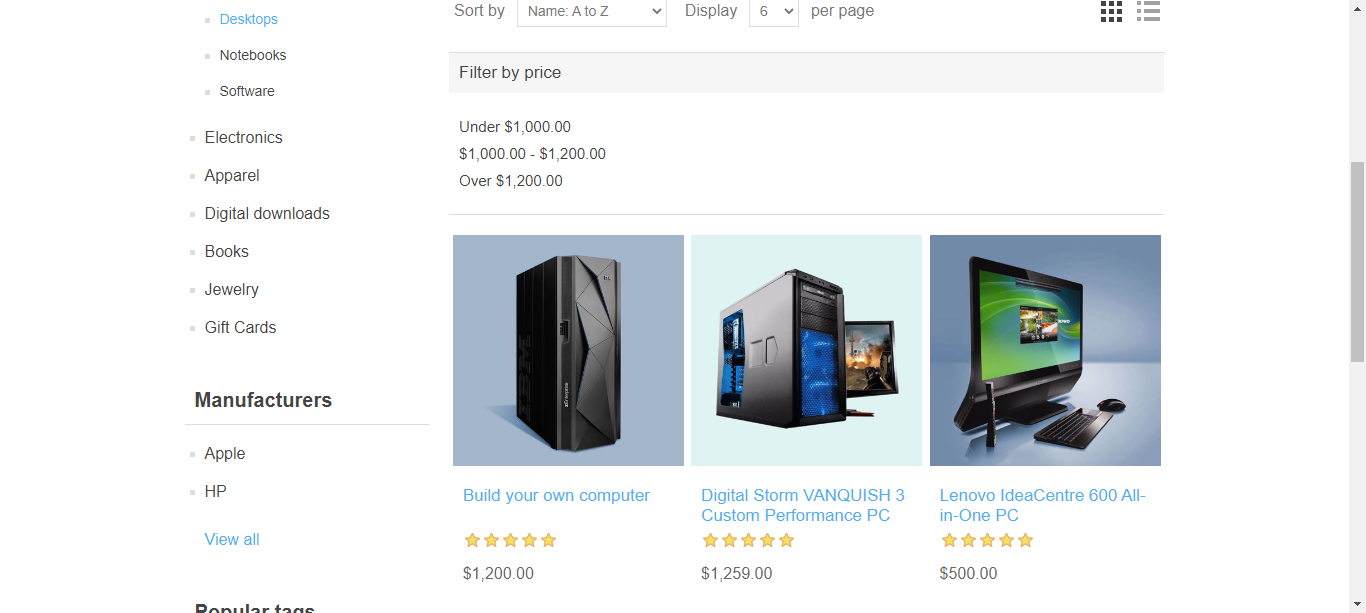 Desktops
Notebooks
Software
Electronics
Apparel
Digital downloads
Books
Jewelry
Gift Cards
Manufacturers
Apple
HP
View all
Popular tags
Sort by Name: A to Z Display 6 per page
Filter by price
Under $1,000.00
$1,000.00 - $1,200.00
Over $1,200.00
Build your own computer
$1,200.00
Digital Storm VANQUISH 3
Custom Performance PC
$1,259.00
Lenovo IdeaCentre 600 All-
in-One PC
$500.00